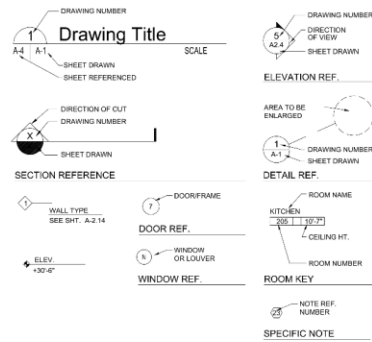 DRAWING NUMBER
1 Drawing Title
A-4 A-1 SCALE
SHEET DRAWN
SHEET REFERENCED
DIRECTION OF CUT
DRAWING NUMBER
X
SHEET DRAWN
SECTION REFERENCE
1
WALL TYPE
SEE SHT. A-2.14
ELEV.
+30'-6"
DOOR/FRAME
7
DOOR REF.
WINDOW
OR LOUVER
N
WINDOW REF.
DRAWING NUMBER
5
A2.4
DIRECTION
OF VIEW
SHEET DRAWN
ELEVATION REF.
AREA TO BE
ENLARGED
1
A-1
DRAWING NUMBER
SHEET DRAWN
DETAIL REF.
ROOM NAME
KITCHEN
205 10'-7"
CEILING HT.
ROOM NUMBER
ROOM KEY
23
NOTE REF.
NUMBER
SPECIFIC NOTE